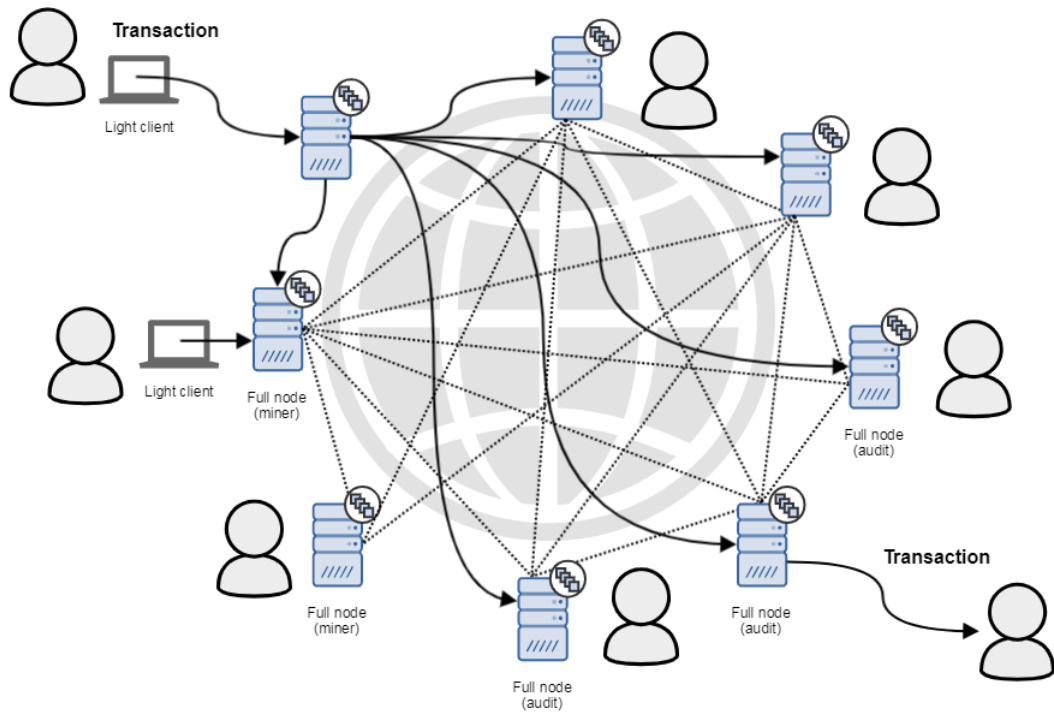 Transaction
Light client
Light client
Full node
(miner)
Full node
(audit)
Transaction
Full node
(miner)
Full node
(audit)
Full node
(audit)